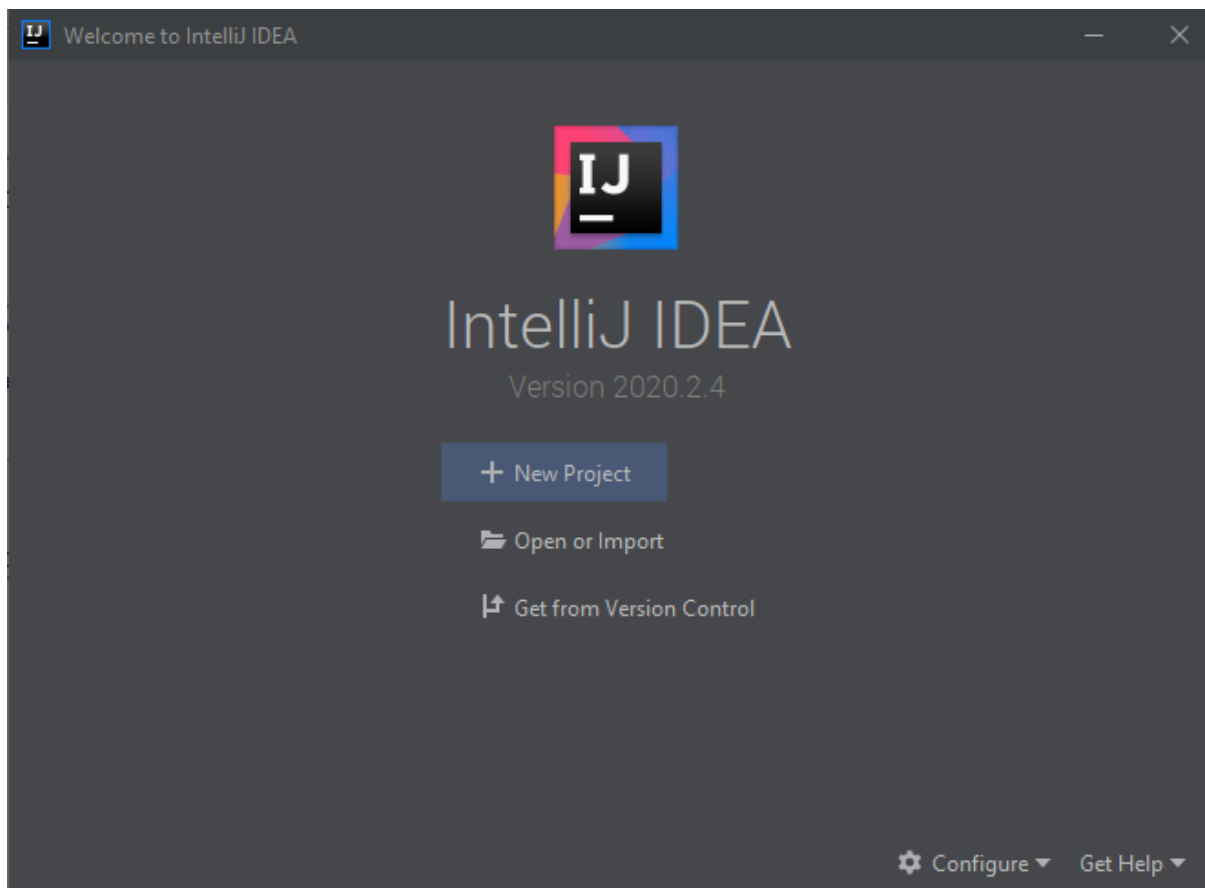 Welcome to IntelliJ IDEA
IJ
IntelliJ IDEA
Version 2020.2.4
New Project
Open or Import
Get from Version Control
Configure
Get Help